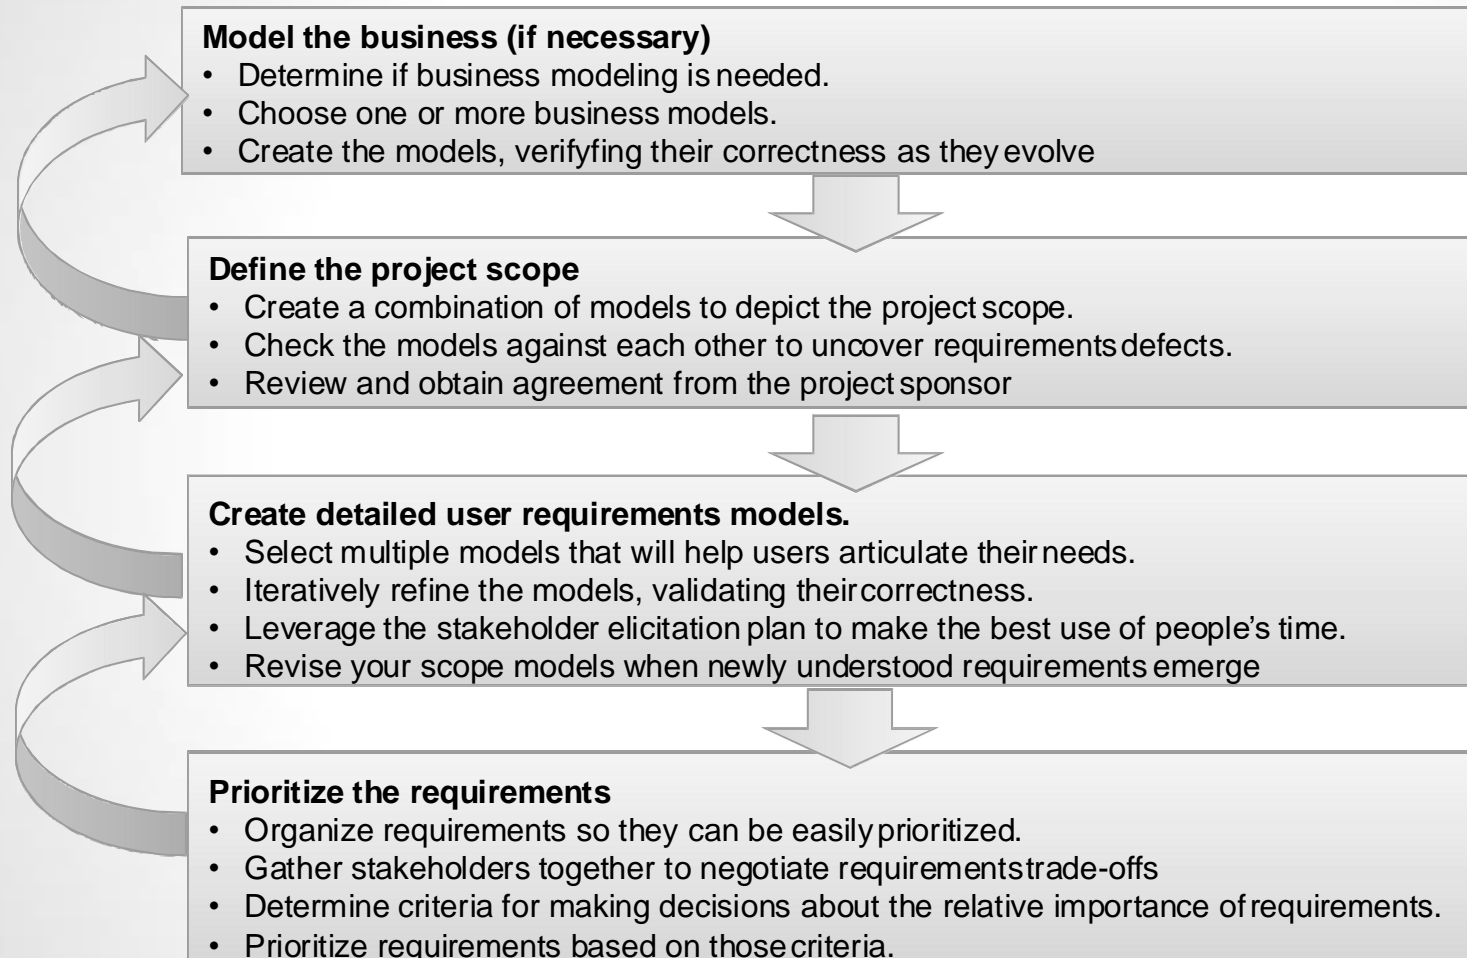 Model the business (if necessary)
• Determine if business modeling is needed.
• Choose one or more business models.
• Create the models, verifyfing their correctness as they evolve
Define the project scope
• Create a combination of models to depict the project scope.
• Check the models against each other to uncover requirements defects.
• Review and obtain agreement from the project sponsor
Create detailed user requirements models.
• Select multiple models that will help users articulate their needs.
• Iteratively refine the models, validating their correctness.
• Leverage the stakeholder elicitation plan to make the best use of people’s time.
• Revise your scope models when newly understood requirements emerge
Prioritize the requirements
• Organize requirements so they can be easily prioritized.
• Gather stakeholders together to negotiate requirements trade-offs
• Determine criteria for making decisions about the relative importance of requirements.
• Prioritize requirements based on those criteria.